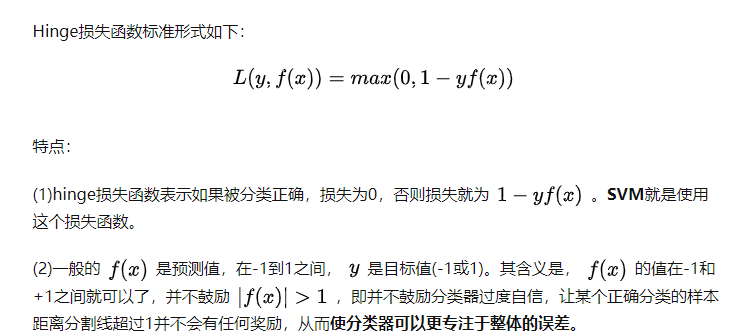 Hinge损失函数标准形式如下：
L(y, f(x)) = max(0, 1 − yf(x))
特点：
(1)hinge损失函数表示如果被分类正确，损失为0，否则损失就为 1 − yf(x) 。SVM就是使用
这个损失函数。
(2)一般的 f(x) 是预测值，在-1到1之间， y 是目标值(-1或1)。其含义是， f(x) 的值在-1和
+1之间就可以了，并不鼓励 |f(x)| > 1 ，即并不鼓励分类器过度自信，让某个正确分类的样本
距离分割线超过1并不会有任何奖励，从而使分类器可以更专注于整体的误差。